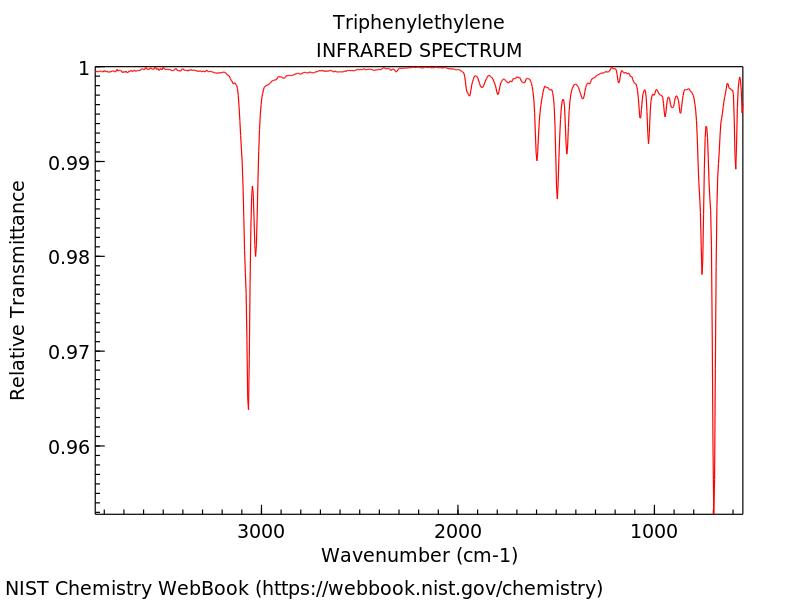 Triphenylethylene
INFRARED SPECTRUM
1
0.99
0.98
0.97
0.96
Relative Transmittance
3000
2000
1000
Wavenumber (cm-1)
NIST Chemistry WebBook (https://webbook.nist.gov/chemistry)